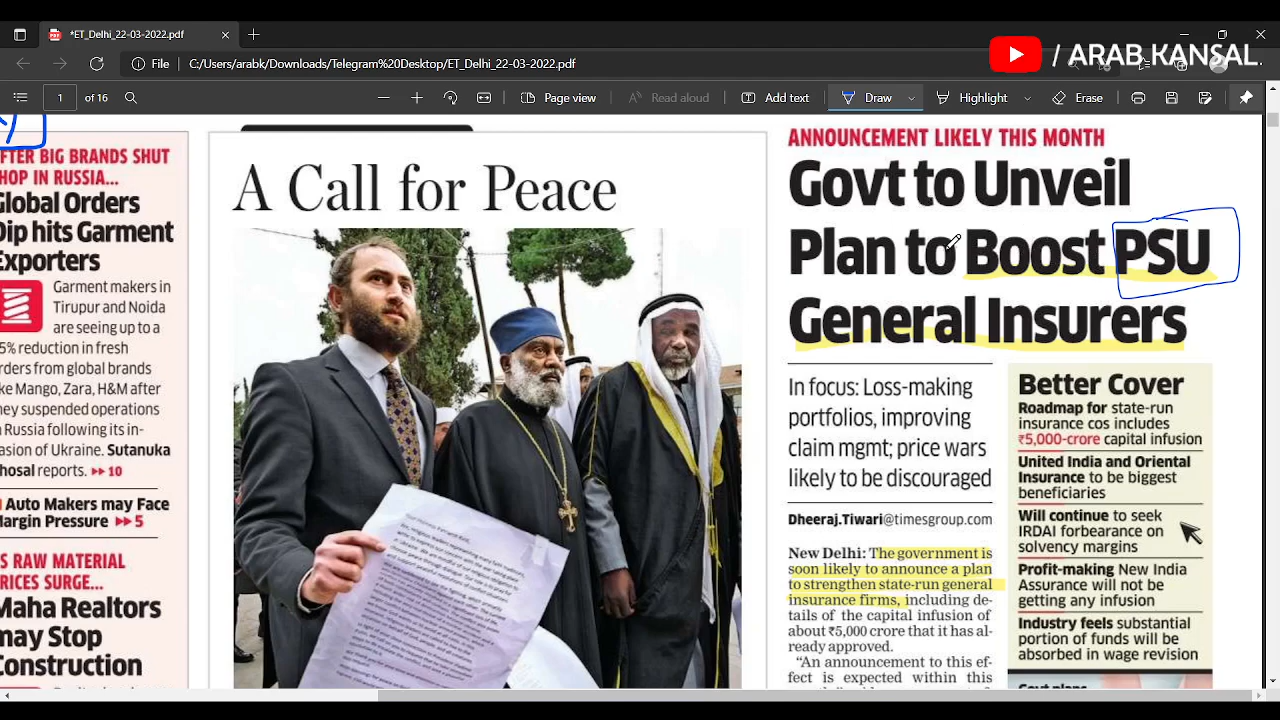 *ET_Delhi_22-03-2022.pdf
/ ARAB KANSAL
File C:/Users/arabk/Downloads/Telegram%20Desktop/ET_Delhi_22-03-2022.pdf
1 of 16 Page view Read aloud Add text Draw Highlight Erase
FTER BIG BRANDS SHUT
HOP IN RUSSIA...
Global Orders
Dip hits Garment
Exporters
Garment makers in
Tirupur and Noida
are seeing up to a
5% reduction in fresh
rders from global brands
ke Mango, Zara, H&M after
hey suspended operations
Russia following its in-
asion of Ukraine. Sutanuka
hosal reports. 10
Auto Makers may Face
Margin Pressure 5
S RAW MATERIAL
RICES SURGE...
Maha Realtors
may Stop
Construction
A Call for Peace
ANNOUNCEMENT LIKELY THIS MONTH
Govt to Unveil
Plan to Boost PSU
General Insurers
In focus: Loss-making
portfolios, improving
claim mgmt; price wars
likely to be discouraged
Dheeraj.Tiwari@timesgroup.com
New Delhi: The government is
soon likely to announce a plan
to strengthen state-run general
insurance firms, including de-
tails of the capital infusion of
about ₹5,000 crore that it has al-
ready approved.
“An announcement to this ef-
fect is expected within this
Better Cover
Roadmap for state-run
insurance cos includes
₹5,000-crore capital infusion
United India and Oriental
Insurance to be biggest
beneficiaries
Will continue to seek
IRDAI forbearance on
solvency margins
Profit-making New India
Assurance will not be
getting any infusion
Industry feels substantial
portion of funds will be
absorbed in wage revision
Govt plans